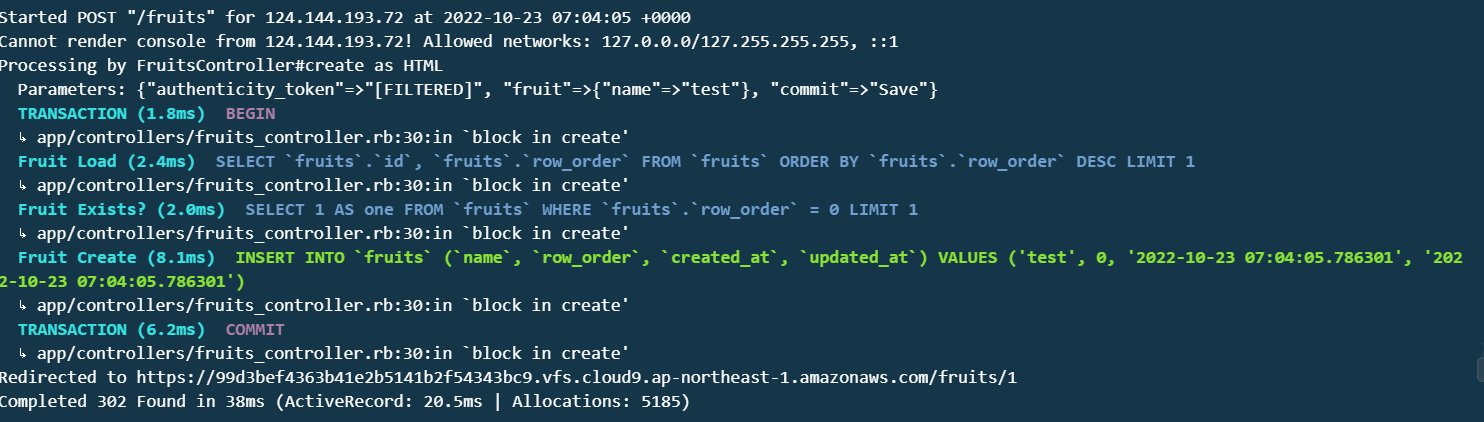 Started POST "/fruits" for 124.144.193.72 at 2022-10-23 07:04:05 +0000
Cannot render console from 124.144.193.72! Allowed networks: 127.0.0.0/127.255.255.255, ::1
Processing by FruitsController#create as HTML
  Parameters: {"authenticity_token"=>"[FILTERED]", "fruit"=>{"name"=>"test"}, "commit"=>"Save"}
  TRANSACTION (1.8ms)  BEGIN
  ↳ app/controllers/fruits_controller.rb:30:in `block in create'
  Fruit Load (2.4ms)  SELECT `fruits`.`id`, `fruits`.`row_order` FROM `fruits` ORDER BY `fruits`.`row_order` DESC LIMIT 1
  ↳ app/controllers/fruits_controller.rb:30:in `block in create'
  Fruit Exists? (2.0ms)  SELECT 1 AS one FROM `fruits` WHERE `fruits`.`row_order` = 0 LIMIT 1
  ↳ app/controllers/fruits_controller.rb:30:in `block in create'
  Fruit Create (8.1ms)  INSERT INTO `fruits` (`name`, `row_order`, `created_at`, `updated_at`) VALUES ('test', 0, '2022-10-23 07:04:05.786301', '202
2-10-23 07:04:05.786301')
  ↳ app/controllers/fruits_controller.rb:30:in `block in create'
  TRANSACTION (6.2ms)  COMMIT
  ↳ app/controllers/fruits_controller.rb:30:in `block in create'
Redirected to https://99d3bef4363b41e2b5141b2f54343bc9.vfs.cloud9.ap-northeast-1.amazonaws.com/fruits/1
Completed 302 Found in 38ms (ActiveRecord: 20.5ms | Allocations: 5185)